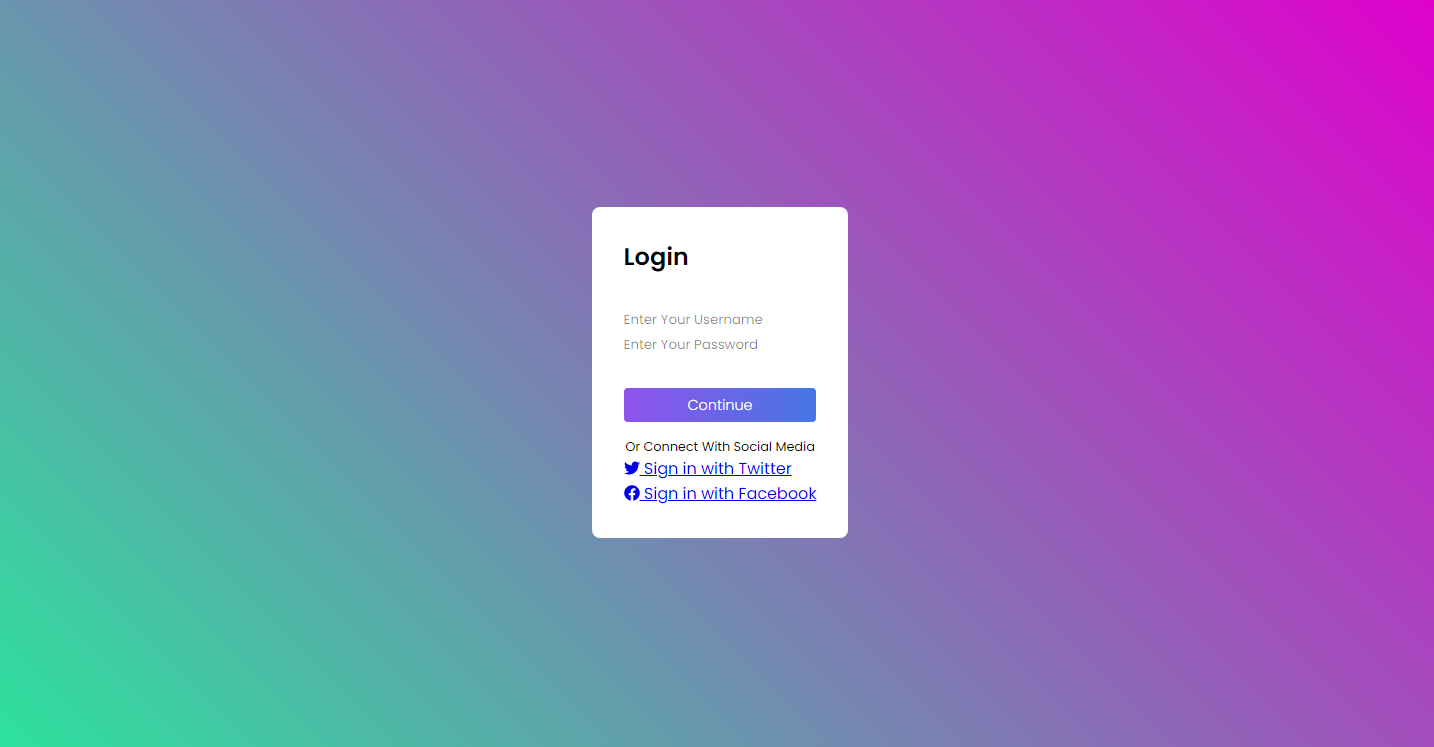 Login
Enter Your Username
Enter Your Password
Continue
Or Connect With Social Media
Sign in with Twitter
Sign in with Facebook